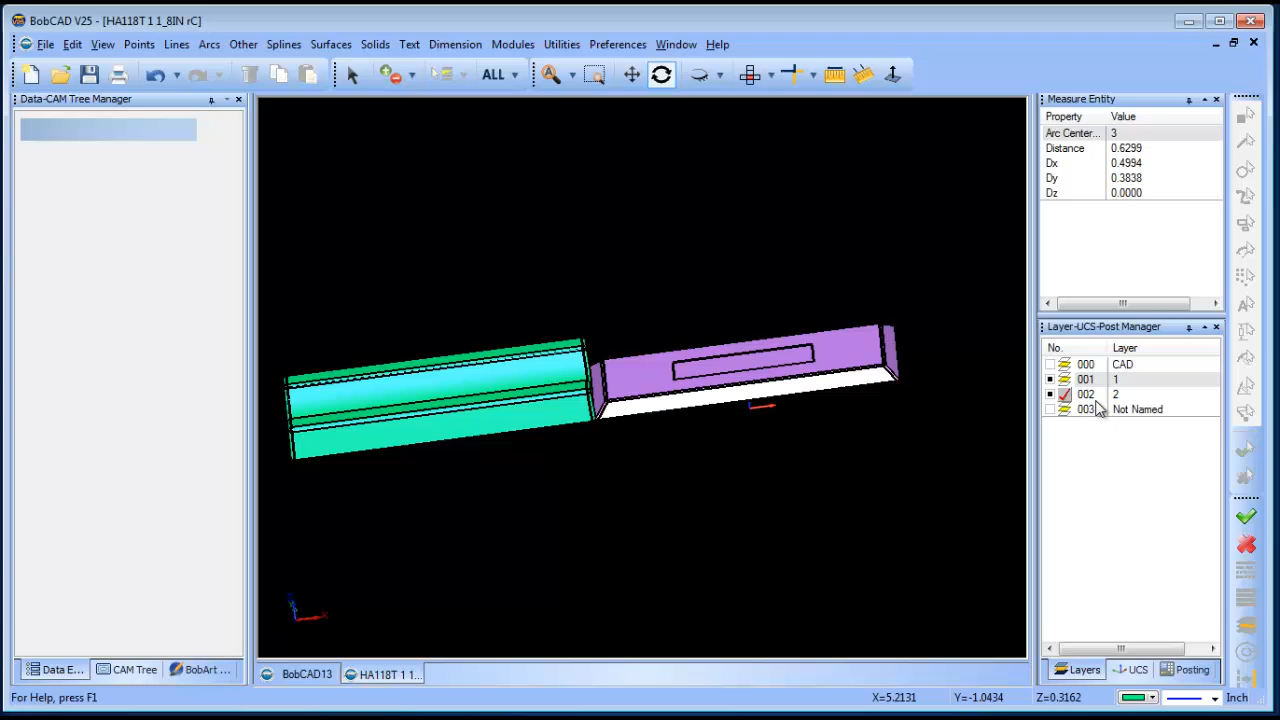 BobCAD V25 - [HA118T 1 1_8IN rC]
File Edit View Points Lines Arcs Other Splines Surfaces Solids Text Dimension Modules Utilities Preferences Window Help
ALL
Data-CAM Tree Manager
Measure Entity
Property Value
Arc Center... 3
Distance 0.6299
Dx 0.4994
Dy 0.3838
Dz 0.0000
Layer-UCS-Post Manager
No. Layer
000 CAD
001 1
002 2
003 Not Named
X
Data E... CAM Tree BobArt ...
BobCAD13 HA118T 1 1...
Layers UCS Posting
For Help, press F1
X=5.2131 Y=-1.0434 Z=0.3162 Inch